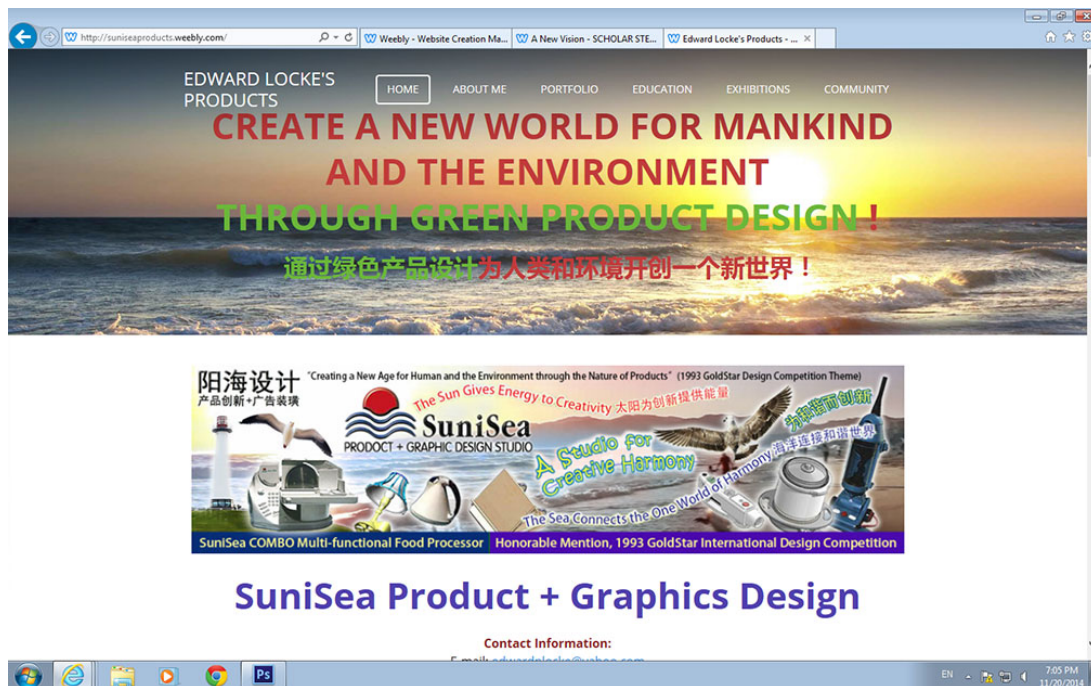 http://suniseaproducts.weebly.com/
Weebly - Website Creation Ma...
A New Vision - SCHOLAR STE...
Edward Locke's Products - ...
EDWARD LOCKE'S
PRODUCTS
HOME
ABOUT ME
PORTFOLIO
EDUCATION
EXHIBITIONS
COMMUNITY
CREATE A NEW WORLD FOR MANKIND
AND THE ENVIRONMENT
THROUGH GREEN PRODUCT DESIGN !
通过绿色产品设计为人类和环境开创一个新世界！
阳海设计
产品创新+广告装璜
"Creating a New Age for Human and the Environment through the Nature of Products" (1993 GoldStar Design Competition Theme)
The Sun Gives Energy to Creativity 太阳为创新提供能量
SuniSea
PRODOCT + GRAPHIC DESIGN STUDIO
A Studio for
Creative Harmony
为和谐而创新
The Sea Connects the One World of Harmony 海洋连接和谐世界
SuniSea COMBO Multi-functional Food Processor
Honorable Mention, 1993 GoldStar International Design Competition
SuniSea Product + Graphics Design
Contact Information:
E-mail: edwardnlocke@yahoo.com
Ps
EN
7:05 PM
11/20/2014